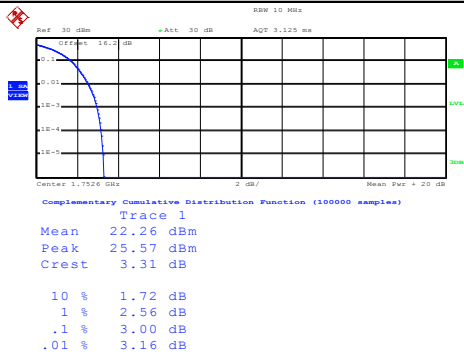 RBW 10 MHz
Ref 30 dBm *Att 30 dB AQT 3.125 ms
Offset 16.2 dB
0.1
A
0.01
1 SA
VIEW
1E-3
LVL
1E-4
1E-5
3DB
Center 1.7526 GHz 2 dB/ Mean Pwr + 20 dB
Complementary Cumulative Distribution Function (100000 samples)
Trace 1
Mean 22.26 dBm
Peak 25.57 dBm
Crest 3.31 dB
10 % 1.72 dB
1 % 2.56 dB
.1 % 3.00 dB
.01 % 3.16 dB